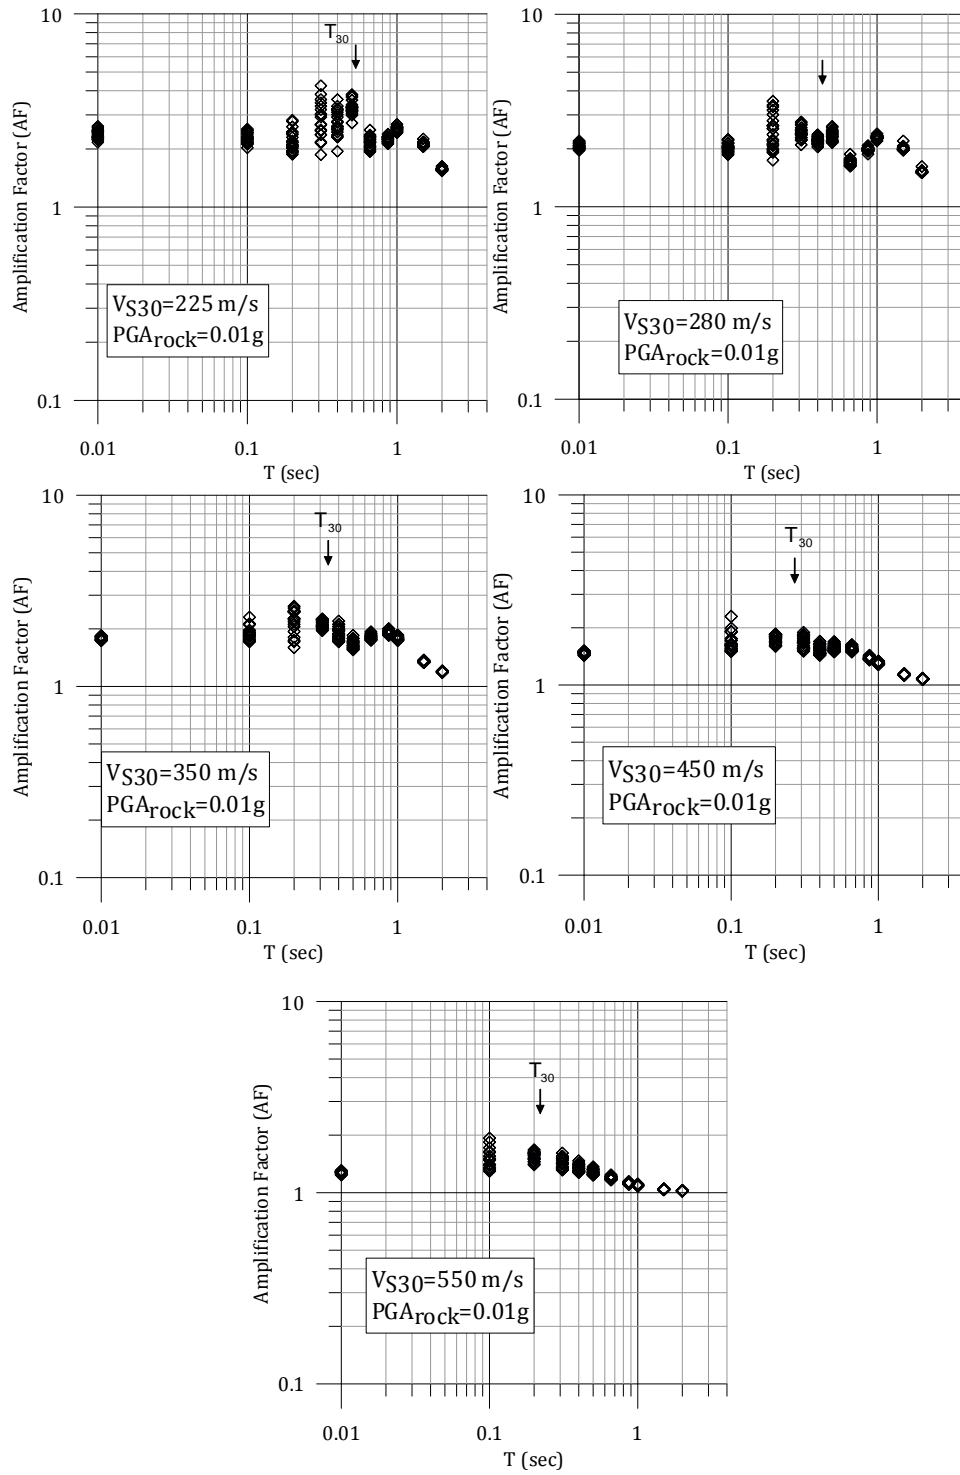 10
T30
Amplification Factor (AF)
1
VS30=225 m/s
PGArock=0.01g
0.1
0.01 0.1 1
T (sec)
10
Amplification Factor (AF)
1
VS30=280 m/s
PGArock=0.01g
0.1
0.01 0.1 1
T (sec)
10
T30
Amplification Factor (AF)
1
VS30=350 m/s
PGArock=0.01g
0.1
0.01 0.1 1
T (sec)
10
T30
Amplification Factor (AF)
1
VS30=450 m/s
PGArock=0.01g
0.1
0.01 0.1 1
T (sec)
10
T30
Amplification Factor (AF)
1
VS30=550 m/s
PGArock=0.01g
0.1
0.01 0.1 1
T (sec)